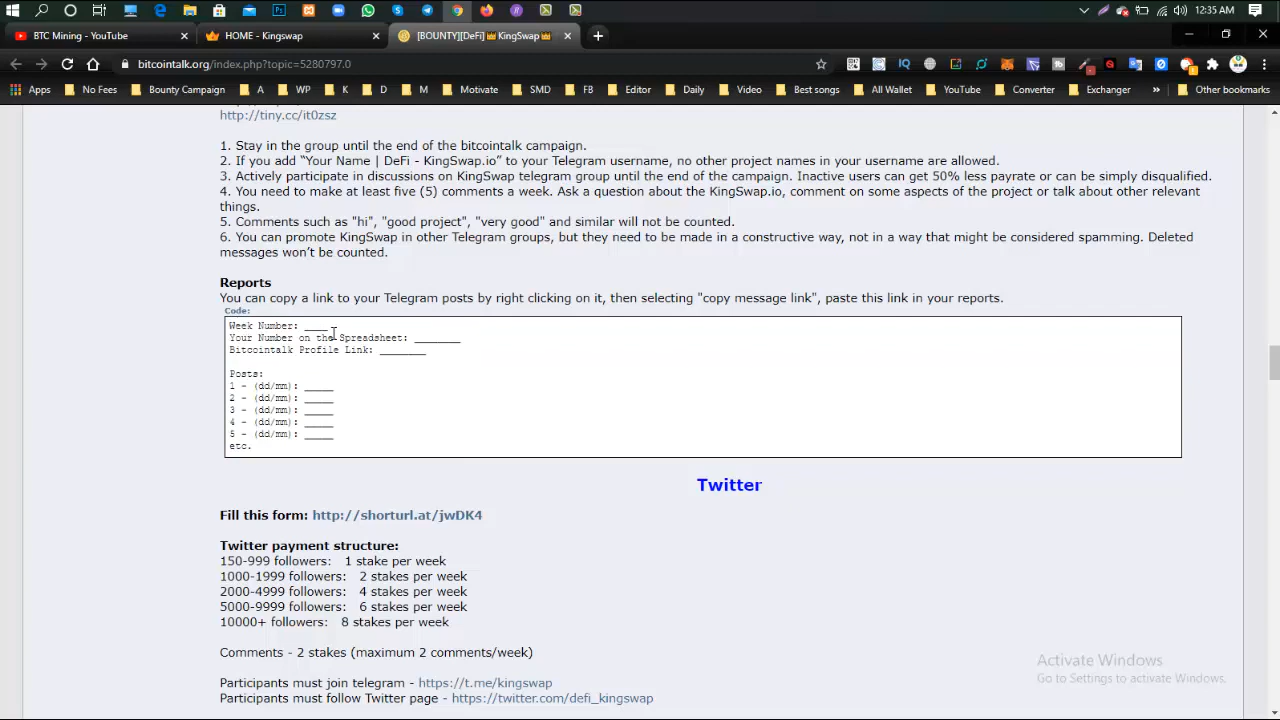 12:35 AM
BTC Mining - YouTube
HOME - Kingswap
[BOUNTY][DeFi]👑KingSwap👑
bitcointalk.org/index.php?topic=5280797.0
Apps No Fees Bounty Campaign A WP K D M Motivate SMD FB Editor Daily Video Best songs All Wallet Converter Exchanger » Other bookmarks
http://tiny.cc/it0zsz
1. Stay in the group until the end of the bitcointalk campaign.
2. If you add “Your Name | DeFi - KingSwap.io” to your Telegram username, no other project names in your username are allowed.
3. Actively participate in discussions on KingSwap telegram group until the end of the campaign. Inactive users can get 50% less payrate or can be simply disqualified.
4. You need to make at least five (5) comments a week. Ask a question about the KingSwap.io, comment on some aspects of the project or talk about other relevant
things.
5. Comments such as "hi", "good project", "very good" and similar will not be counted.
6. You can promote KingSwap in other Telegram groups, but they need to be made in a constructive way, not in a way that might be considered spamming. Deleted
messages won’t be counted.
Reports
You can copy a link to your Telegram posts by right clicking on it, then selecting "copy message link", paste this link in your reports.
Code:
Week Number: ____
Your Number on the Spreadsheet: ________
Bitcointalk Profile Link: ________
Posts:
1 - (dd/mm): _____
2 - (dd/mm): _____
3 - (dd/mm): _____
4 - (dd/mm): _____
5 - (dd/mm): _____
etc.
Twitter
Fill this form: http://shorturl.at/jwDK4
Twitter payment structure:
150-999 followers: 1 stake per week
1000-1999 followers: 2 stakes per week
2000-4999 followers: 4 stakes per week
5000-9999 followers: 6 stakes per week
10000+ followers: 8 stakes per week
Comments - 2 stakes (maximum 2 comments/week)
Participants must join telegram - https://t.me/kingswap
Participants must follow Twitter page - https://twitter.com/defi_kingswap
Activate Windows
Go to Settings to activate Windows.